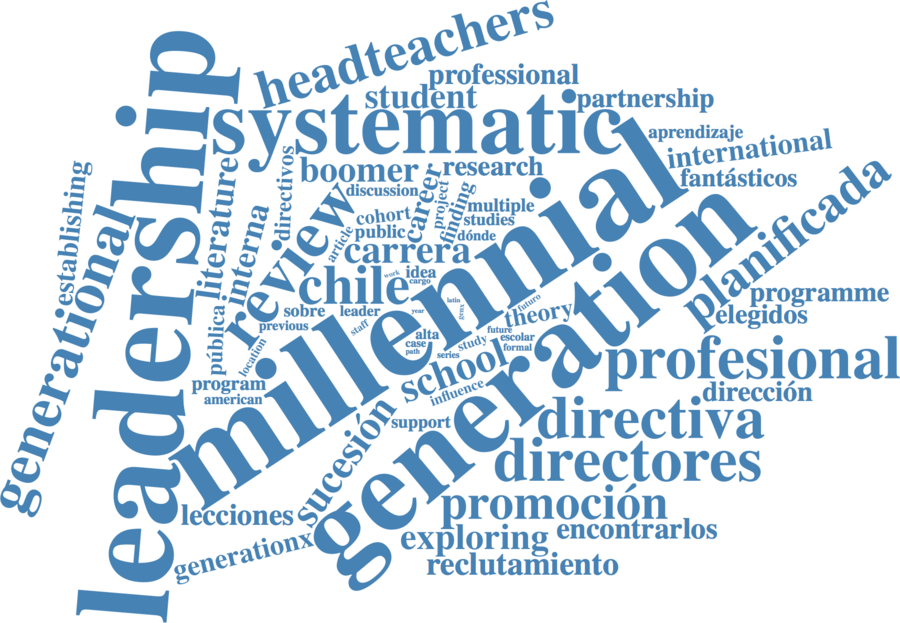 headteachers
professional
student
partnership
systematic
leadership
aprendizaje
international
fantásticos
boomer
research
discussion
directivos
literature
establishing
generational
interna
review
career
project
finding
multiple
studies
dónde
cohort
public
article
carrera
planificada
programme
elegidos
millennial
generation
chile
work
idea
cargo
sobre
leader
previous
staff
year
latin
genx
futuro
theory
future
escolar
formal
alta
case
path
study
series
pública
location
program
american
school
influence
profesional
dirección
support
sucesión
directiva
directores
lecciones
promoción
generationx
exploring
encontrarlos
reclutamiento